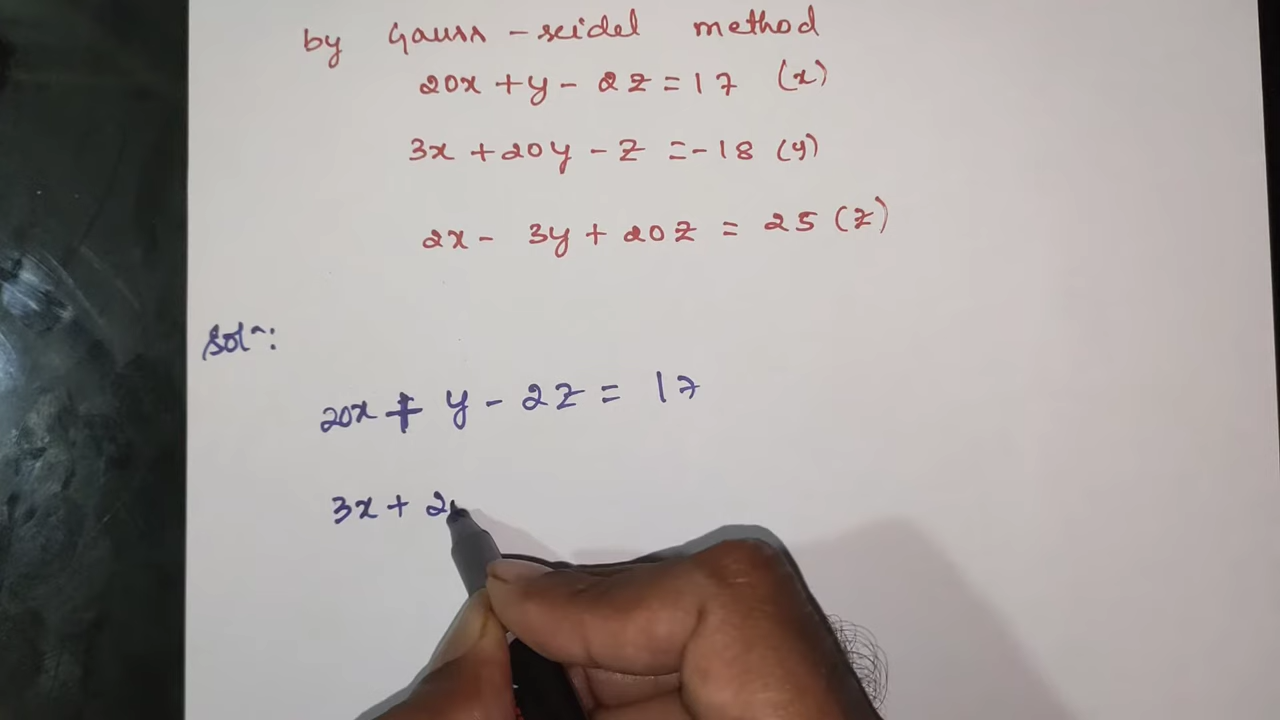 by Gauss - seidel method
20x + y - 2z = 17 (x)
3x + 20y - z = -18 (y)
2x - 3y + 20z = 25 (z)
Solⁿ:
20x + y - 2z = 17
3x + 2